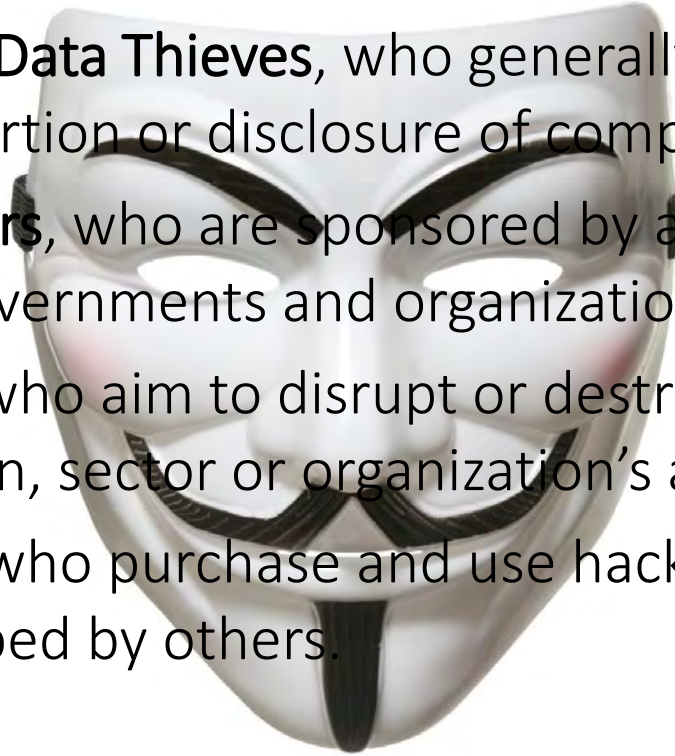 Data Thieves, who generall
rtion or disclosure of comp
rs, who are sponsored by a
vernments and organizatio
who aim to disrupt or destr
n, sector or organization’s a
who purchase and use hack
ped by others.